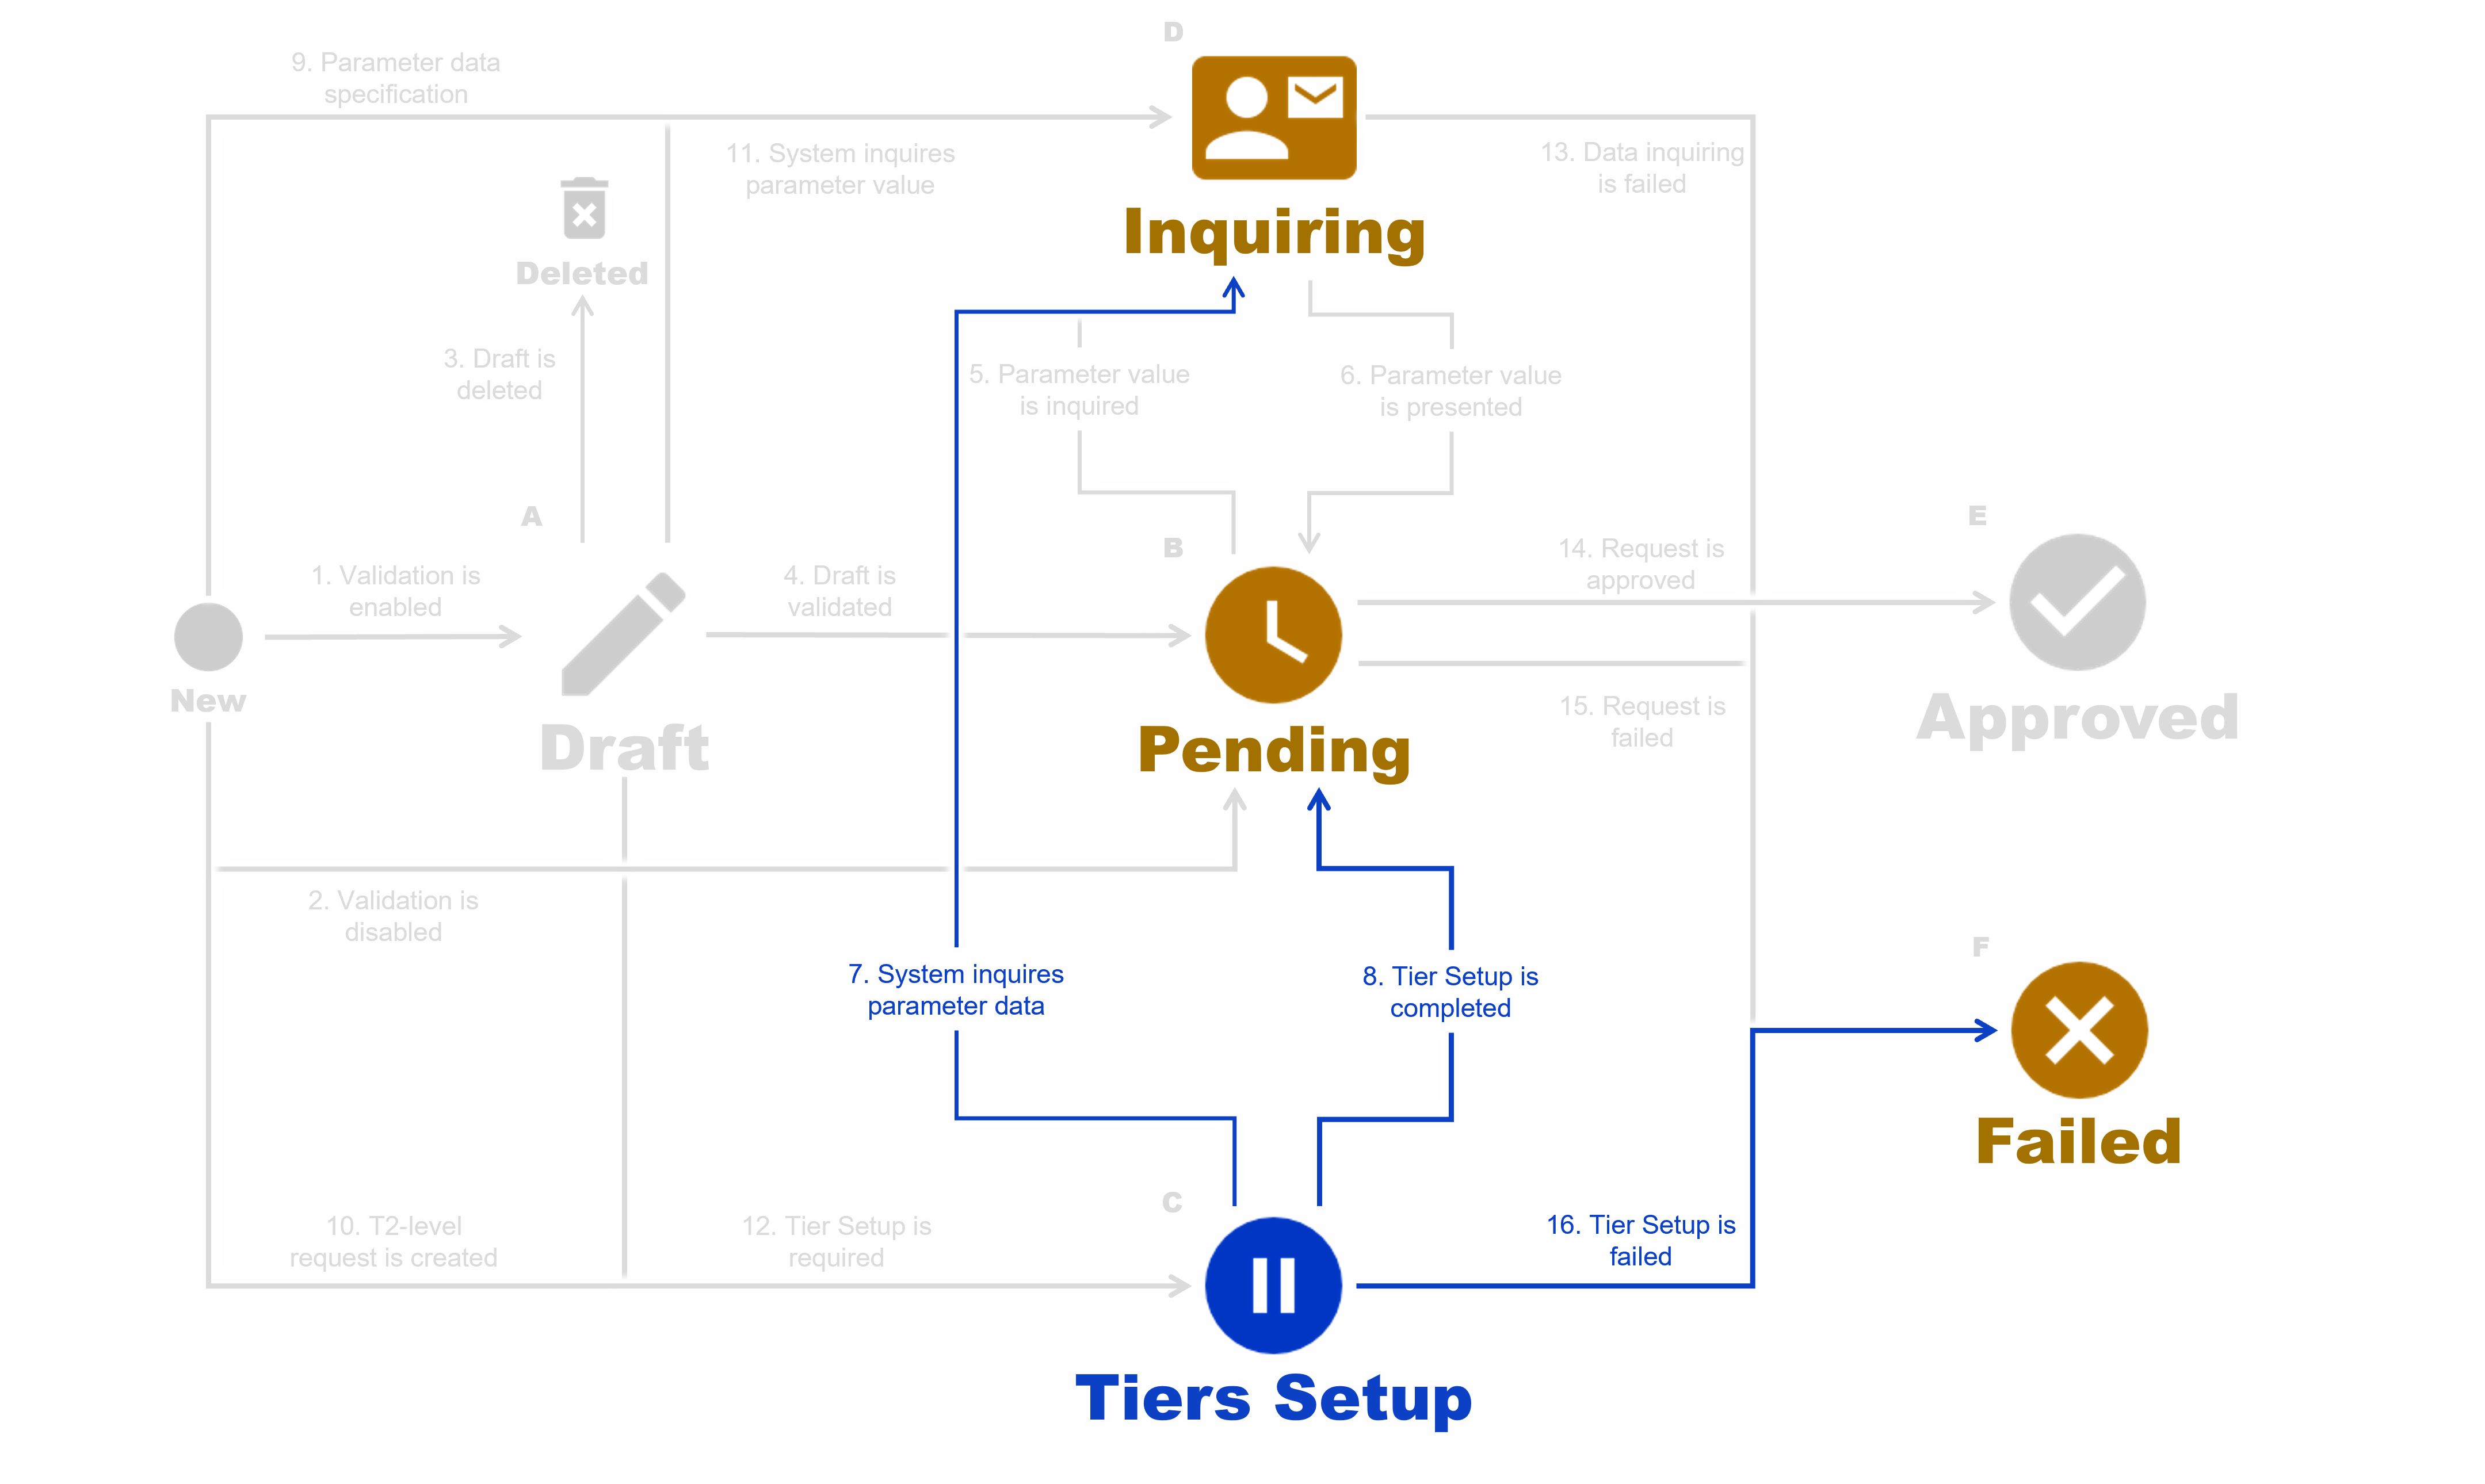 D
9. Parameter data
specification
11. System inquires
parameter value
13. Data inquiring
is failed
Inquiring
Deleted
3. Draft is
deleted
5. Parameter value
is inquired
6. Parameter value
is presented
A
B
E
1. Validation is
enabled
4. Draft is
validated
14. Request is
approved
New
Draft
Pending
15. Request is
failed
Approved
2. Validation is
disabled
F
7. System inquires
parameter data
8. Tier Setup is
completed
Failed
C
10. T2-level
request is created
12. Tier Setup is
required
16. Tier Setup is
failed
Tiers Setup